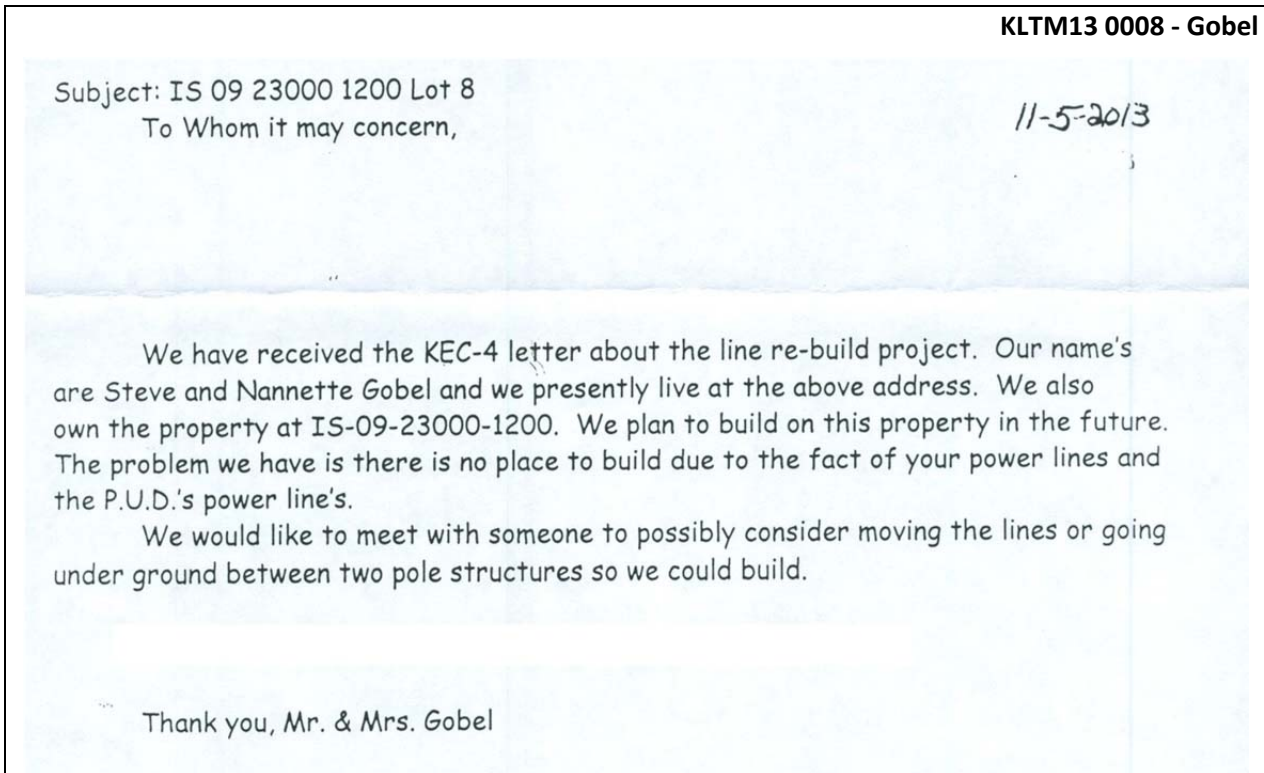 KLTM13 0008 - Gobel
Subject: IS 09 23000 1200 Lot 8
To Whom it may concern,
11-5-2013
We have received the KEC-4 letter about the line re-build project. Our name's
are Steve and Nannette Gobel and we presently live at the above address. We also
own the property at IS-09-23000-1200. We plan to build on this property in the future.
The problem we have is there is no place to build due to the fact of your power lines and
the P.U.D.'s power line's.
We would like to meet with someone to possibly consider moving the lines or going
under ground between two pole structures so we could build.
Thank you, Mr. & Mrs. Gobel